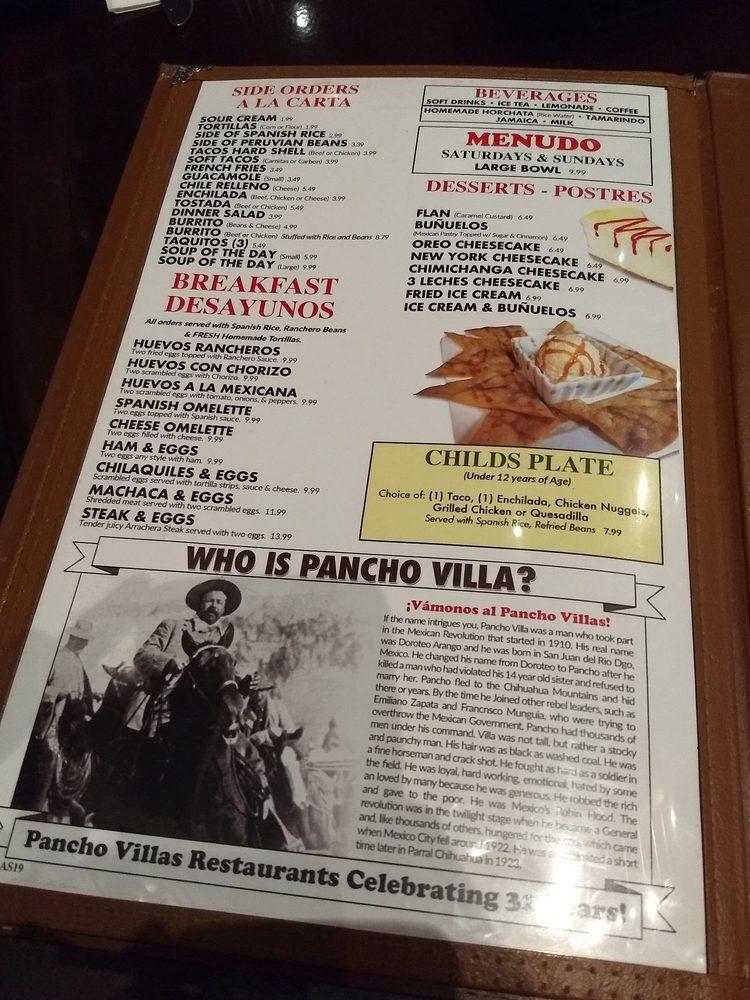 SIDE ORDERS
A LA CARTA
SOUR CREAM 1.99
TORTILLAS (Corn or Flour) 1.99
SIDE OF SPANISH RICE 2.99
SIDE OF PERUVIAN BEANS 3.39
TACOS HARD SHELL (Beef or Chicken) 3.99
SOFT TACOS (Carnitas or Carbon) 3.99
FRENCH FRIES 3.49
GUACAMOLE (Small) 3.49
CHILE RELLENO (Cheese) 5.49
ENCHILADA (Beef, Chicken or Cheese) 3.99
TOSTADA (Beef or Chicken) 5.49
DINNER SALAD 3.99
BURRITO (Beans & Cheese) 4.99
BURRITO (Beef or Chicken) Stuffed with Rice and Beans 8.79
TAQUITOS (3) 5.49
SOUP OF THE DAY (Small) 5.99
SOUP OF THE DAY (Large) 9.99
BREAKFAST
DESAYUNOS
All orders served with Spanish Rice, Ranchero Beans
& FRESH Homemade Tortillas.
HUEVOS RANCHEROS
Two fried eggs topped with Ranchero Sauce. 9.99
HUEVOS CON CHORIZO
Two scrambled eggs with Chorizo. 9.99
HUEVOS A LA MEXICANA
Two scrambled eggs with tomato, onions, & peppers. 9.99
SPANISH OMELETTE
Two eggs topped with Spanish sauce. 9.99
CHEESE OMELETTE
Two eggs filled with cheese. 9.99
HAM & EGGS
Two eggs any style with ham. 9.99
CHILAQUILES & EGGS
Scrambled eggs served with tortilla strips, sauce & cheese. 9.99
MACHACA & EGGS
Shredded meat served with two scrambled eggs. 11.99
STEAK & EGGS
Tender juicy Arrachera Steak served with two eggs. 13.99
BEVERAGES
SOFT DRINKS • ICE TEA • LEMONADE • COFFEE
HOMEMADE HORCHATA (Rice Water) • TAMARINDO
JAMAICA • MILK
MENUDO
SATURDAYS & SUNDAYS
LARGE BOWL 9.99
DESSERTS - POSTRES
FLAN (Caramel Custard) 6.49
BUÑUELOS
(Mexican Pastry Topped w/ Sugar & Cinnamon) 6.49
OREO CHEESECAKE 6.49
NEW YORK CHEESECAKE 6.49
CHIMICHANGA CHEESECAKE 6.99
3 LECHES CHEESECAKE 6.99
FRIED ICE CREAM 6.99
ICE CREAM & BUÑUELOS 6.99
CHILDS PLATE
(Under 12 years of Age)
Choice of: (1) Taco, (1) Enchilada, Chicken Nuggets,
Grilled Chicken or Quesadilla
Served with Spanish Rice, Refried Beans 7.99
WHO IS PANCHO VILLA?
¡Vámonos al Pancho Villas!
If the name intrigues you, Pancho Villa was a man who took part
in the Mexican Revolution that started in 1910. His real name
was Doroteo Arango and he was born in San Juan del Rio Dgo,
Mexico. He changed his name from Doroteo to Pancho after he
killed a man who had violated his 14 year old sister and refused to
marry her. Pancho fled to the Chihuahua Mountains and hid
there or years. By the time he Joined other rebel leaders, such as
Emiliano Zapata and Francnsco Munguia, who were trying to
overthrow the Mexican Government, Pancho had thousands of
men under his command. Villa was not tall, but rather a stocky
and paunchy man. His hair was as black as washed coal. He was
a fine horseman and crack shot. He fought as hard as a soldier in
the field. He was loyal, hard working, emotional, hated by some
an loved by many because he was generous. He robbed the rich
and gave to the poor. He was Mexico's Robin Hood. The
revolution was in the twilight stage when he became a General
and, like thousands of others, hungered for the end, which came
when Mexico City fell around 1922. He was assassinated a short
time later in Parral Chihuahua in 1923.
Pancho Villas Restaurants Celebrating Years!
AS19